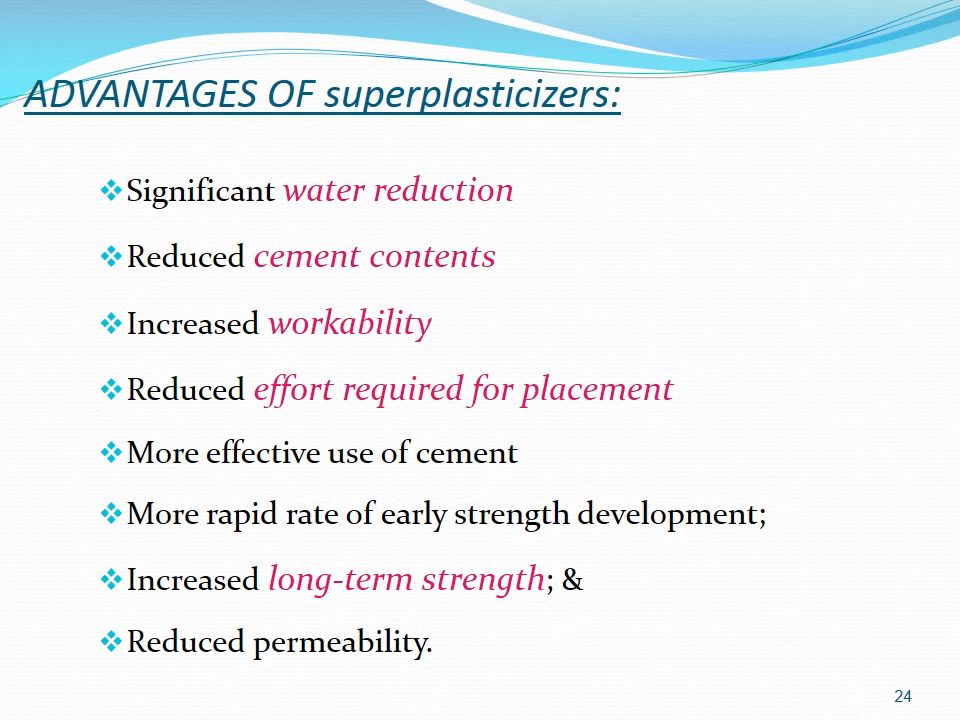 ADVANTAGES OF superplasticizers:
Significant water reduction
Reduced cement contents
Increased workability
Reduced effort required for placement
More effective use of cement
More rapid rate of early strength development;
Increased long-term strength; &
Reduced permeability.
24